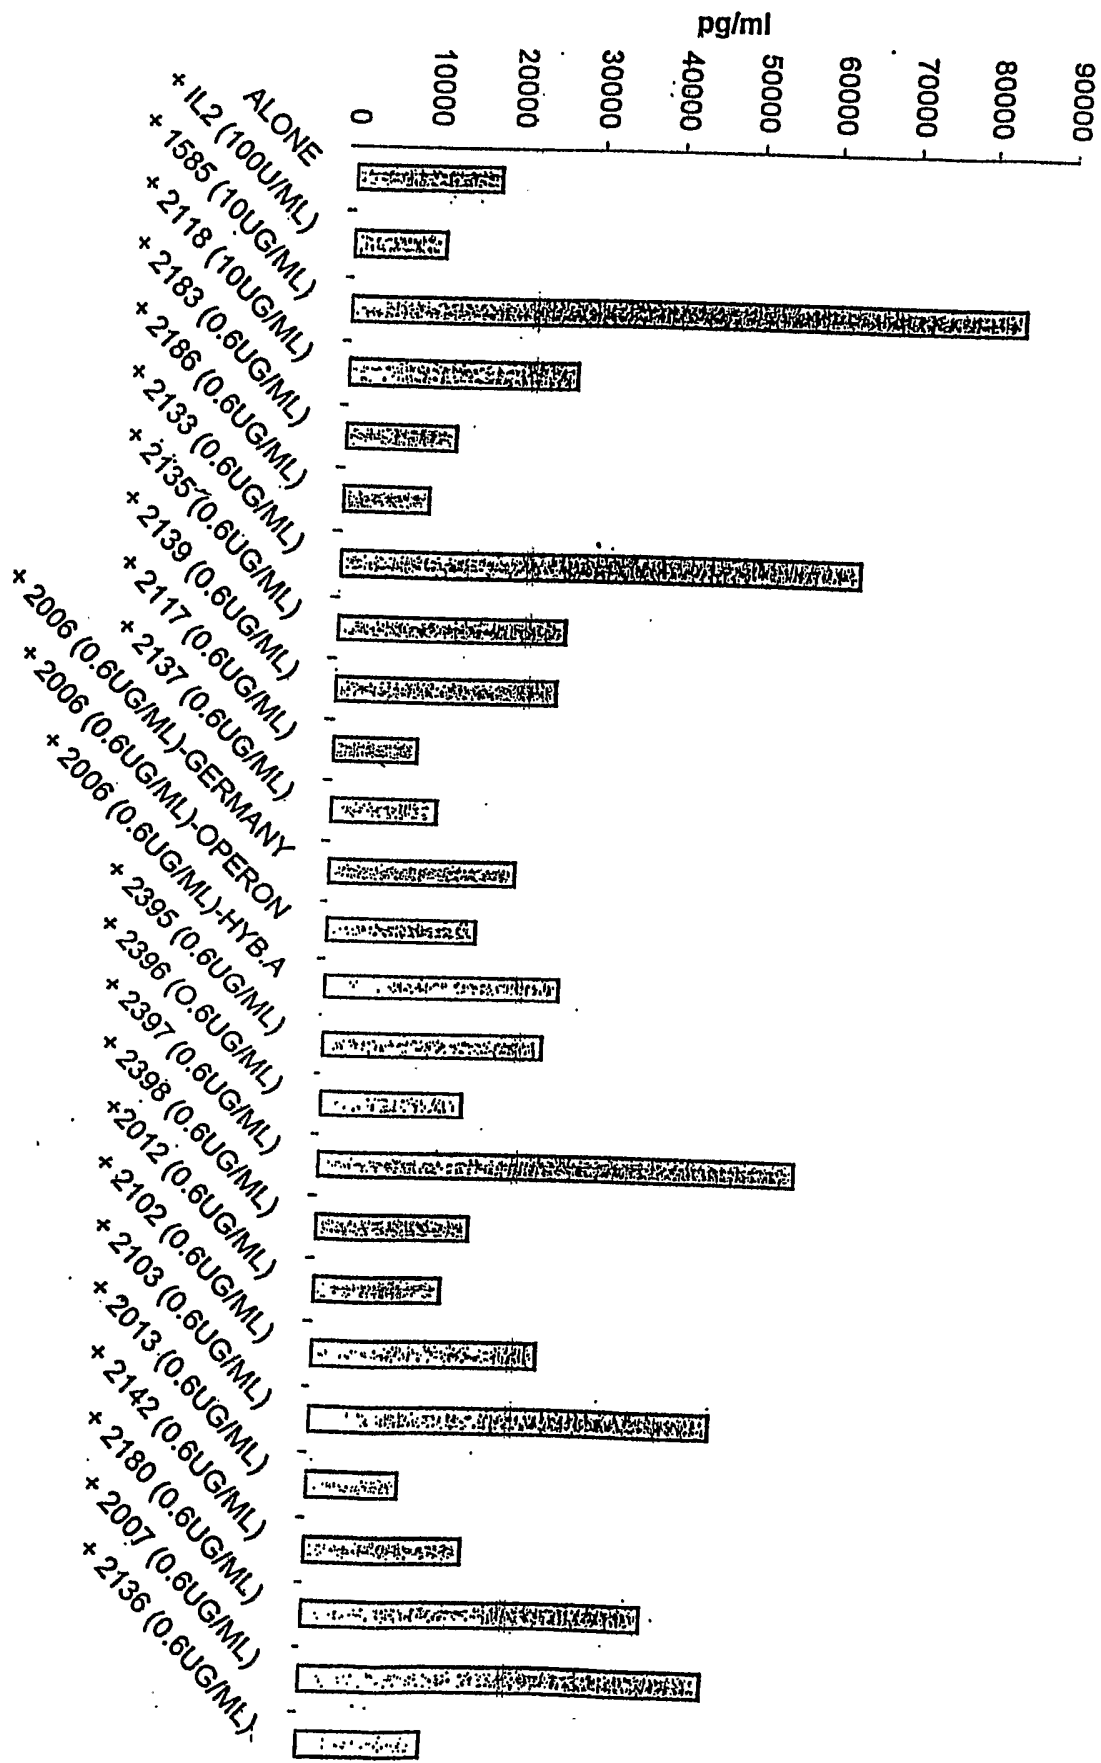 pg/ml
90000
80000
70000
60000
50000
40000
30000
20000
10000
0
ALONE
+ IL2 (100U/ML)
+ 1585 (10UG/ML)
+ 2118 (10UG/ML)
+ 2183 (0.6UG/ML)
+ 2186 (0.6UG/ML)
+ 2133 (0.6UG/ML)
+ 2135 (0.6UG/ML)
+ 2139 (0.6UG/ML)
+ 2117 (0.6UG/ML)
+ 2137 (0.6UG/ML)
+ 2006 (0.6UG/ML)-GERMANY
+ 2006 (0.6UG/ML)-OPERON
+ 2006 (0.6UG/ML)-HYB.A
+ 2395 (0.6UG/ML)
+ 2396 (O.6UG/ML)
+ 2397 (0.6UG/ML)
+ 2398 (0.6UG/ML)
+2012 (0.6UG/ML)
+ 2102 (0.6UG/ML)
+ 2103 (0.6UG/ML)
+ 2013 (0.6UG/ML)
+ 2142 (0.6UG/ML)
+ 2180 (0.6UG/ML)
+ 2007 (0.6UG/ML)
+ 2136 (0.6UG/ML)